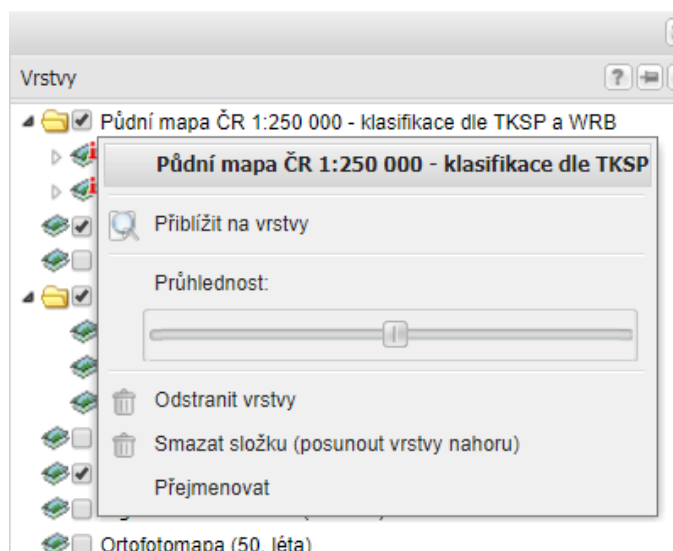 Vrstvy
?
Půdní mapa ČR 1:250 000 - klasifikace dle TKSP a WRB
Půdní mapa ČR 1:250 000 - klasifikace dle TKSP
Přiblížit na vrstvy
Průhlednost:
Odstranit vrstvy
Smazat složku (posunout vrstvy nahoru)
Přejmenovat
Ortofotomapa (50. léta)